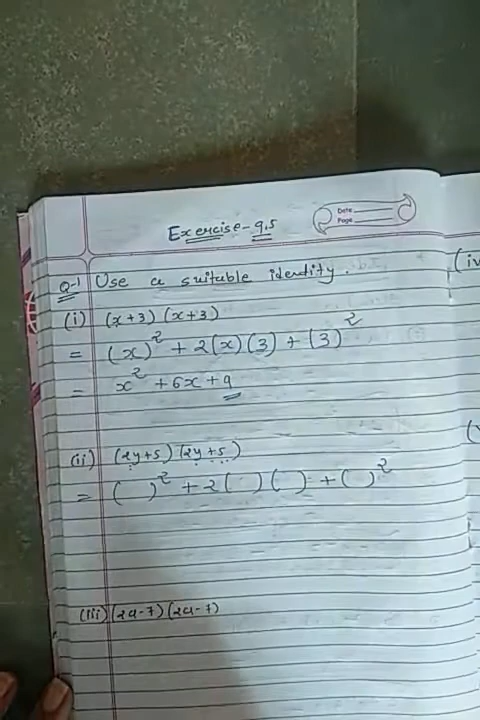 Exercise - 9.5
Date
Page
Q-1 Use a suitable identity.
(i) (x+3) (x+3)
= (x)² + 2(x)(3) + (3)²
= x² + 6x + 9
(ii) (2y+5) (2y+5)
= ( )² + 2( )( ) + ( )²
(iii) (2a-7) (2a-7)
(iv
(v